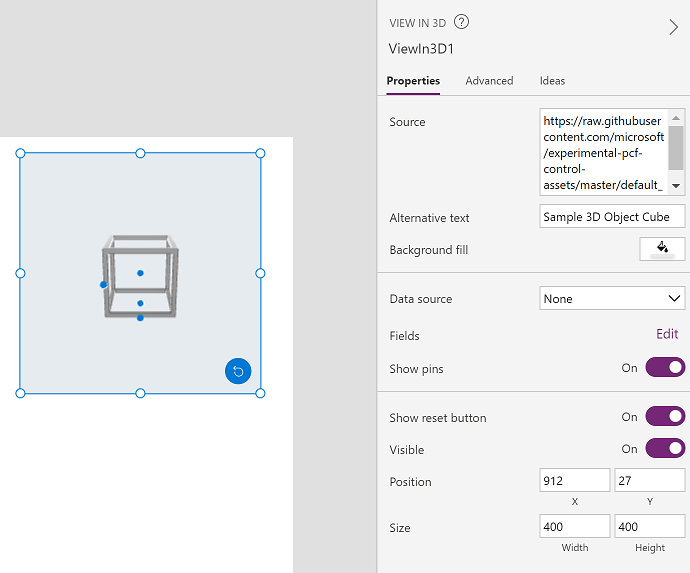 VIEW IN 3D ?
ViewIn3D1
Properties Advanced Ideas
Source
https://raw.githubuser
content.com/microsoft
/experimental-pcf-
control-
assets/master/default_
Alternative text Sample 3D Object Cube
Background fill
Data source None
Fields Edit
Show pins On
Show reset button On
Visible On
Position 912 27
X Y
Size 400 400
Width Height